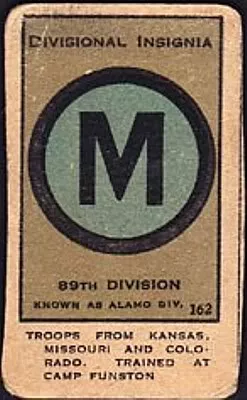 DIVISIONAL INSIGNIA
M
89TH DIVISION
KNOWN AS ALAMO DIV. 162
TROOPS FROM KANSAS,
MISSOURI AND COLO-
RADO. TRAINED AT
CAMP FUNSTON